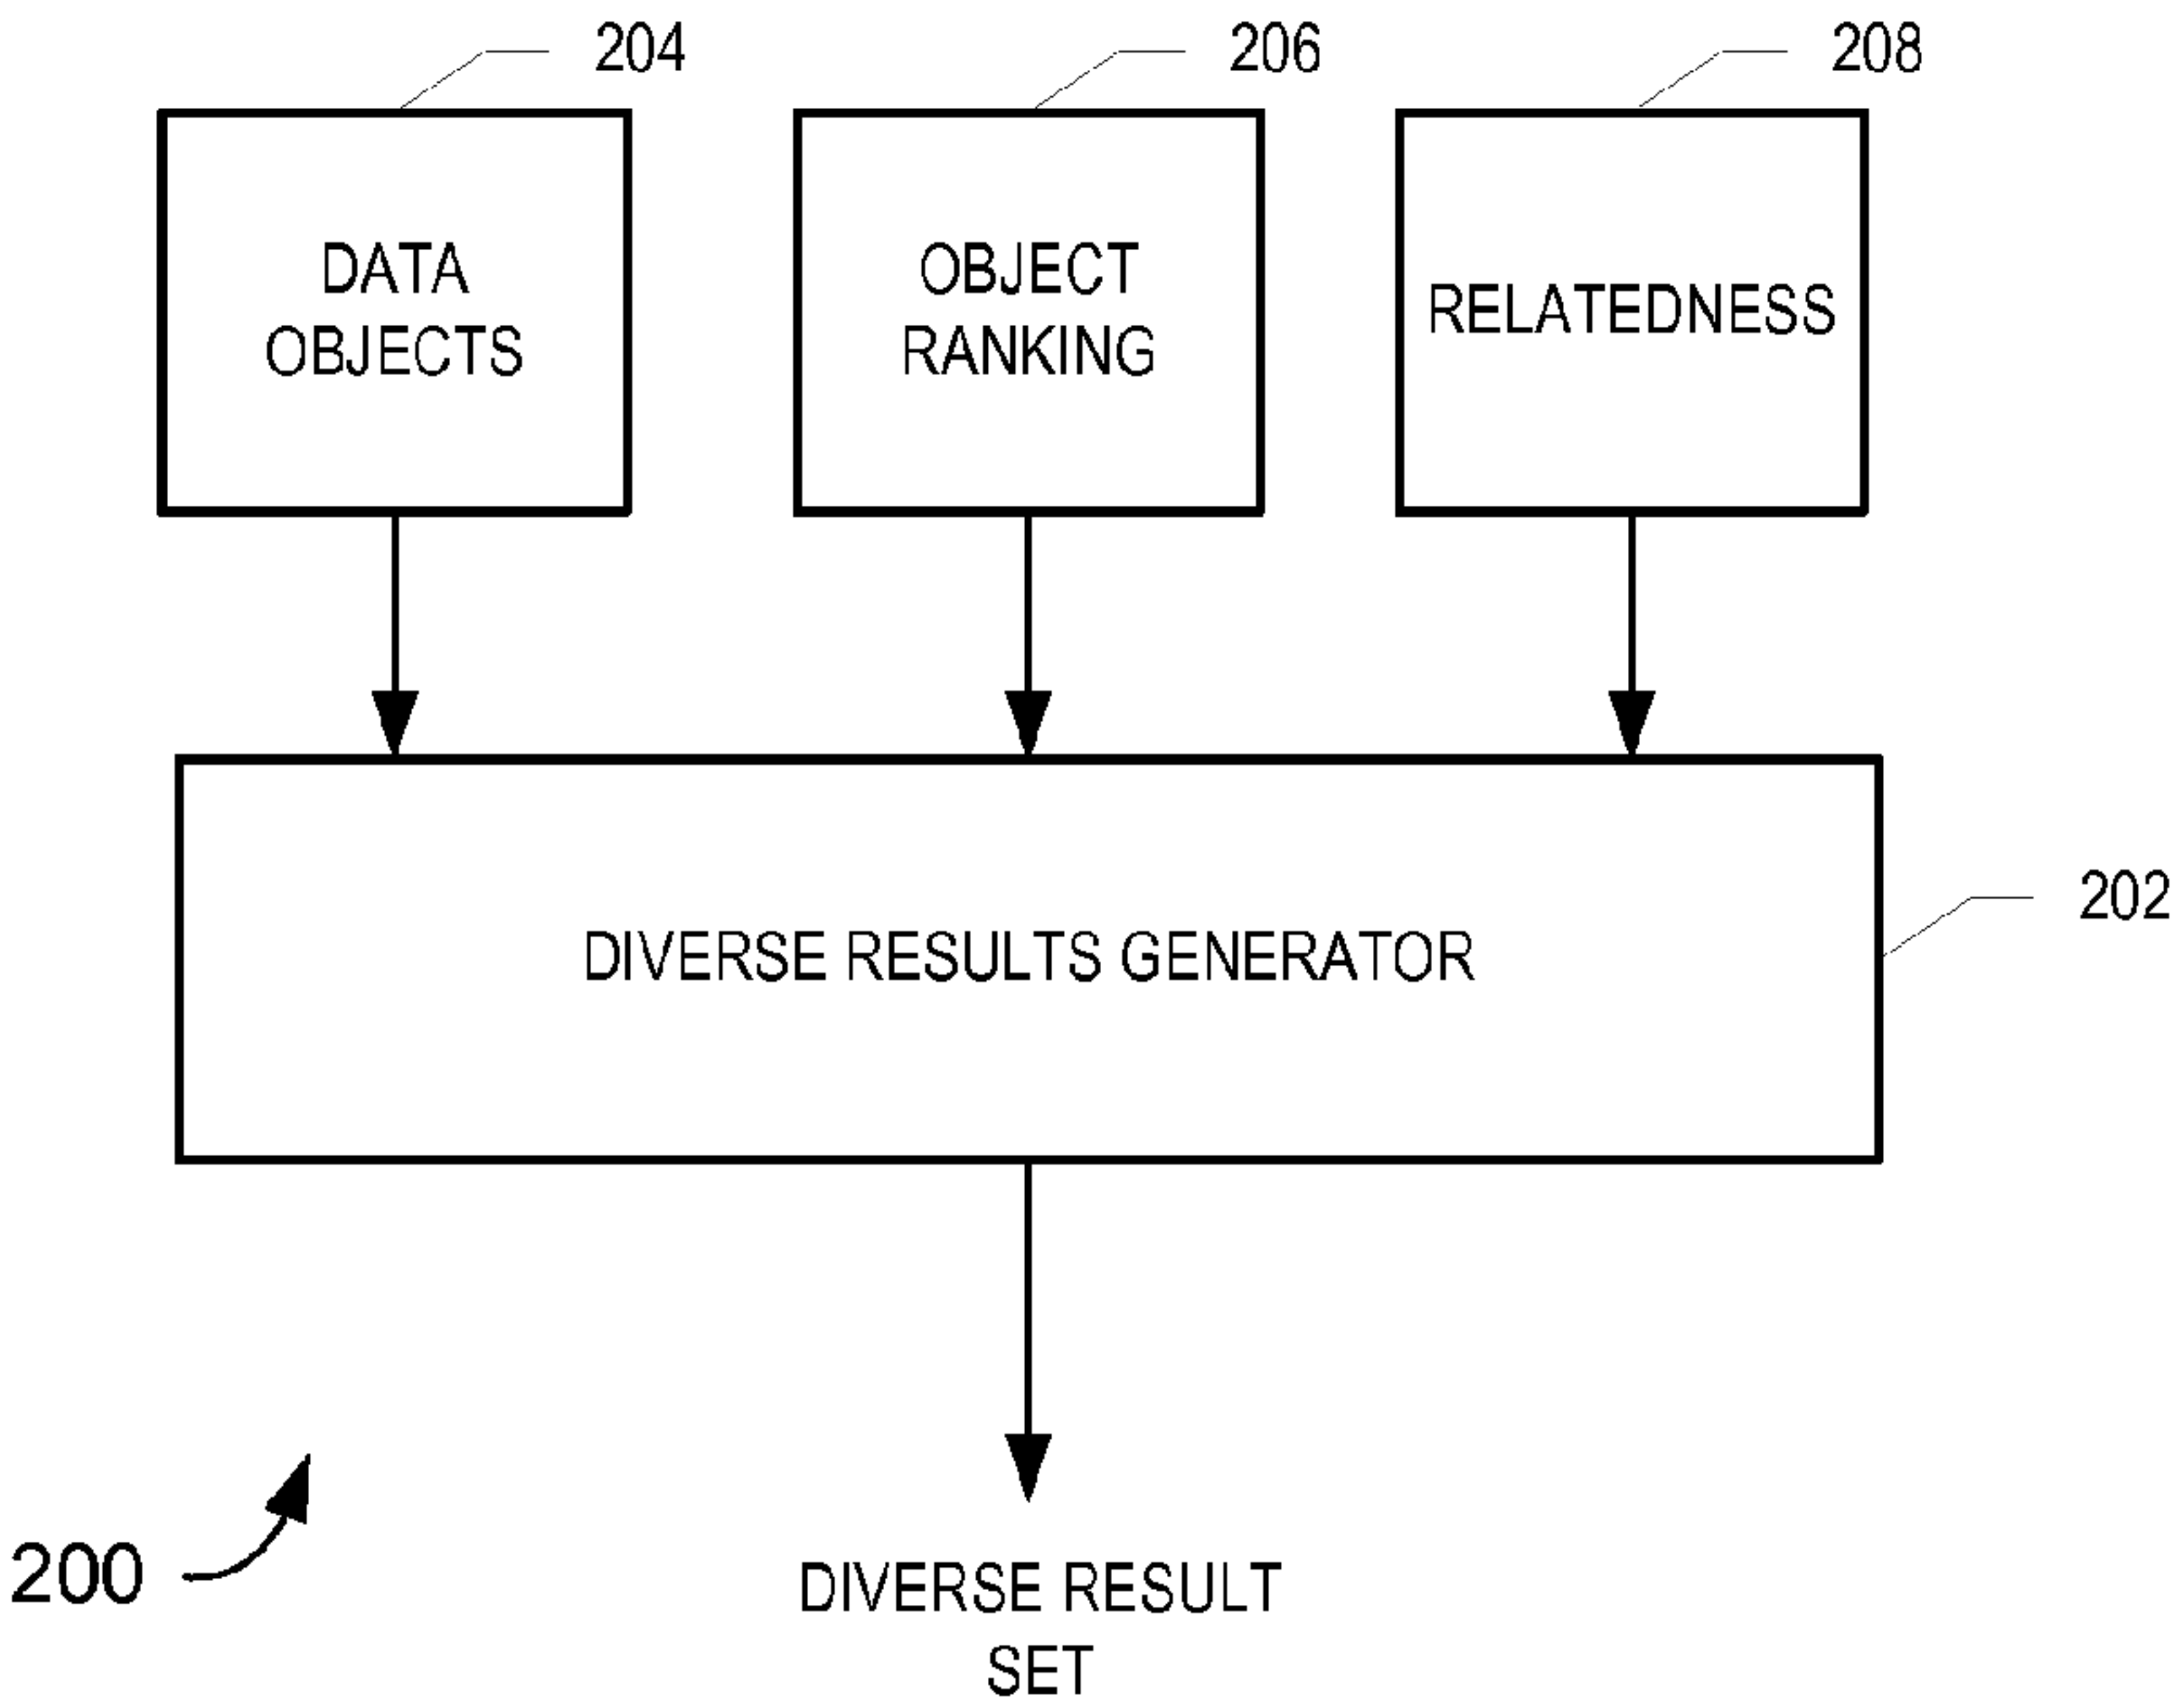 204
206
208
DATA
OBJECTS
OBJECT
RANKING
RELATEDNESS
202
DIVERSE RESULTS GENERATOR
200
DIVERSE RESULT
SET